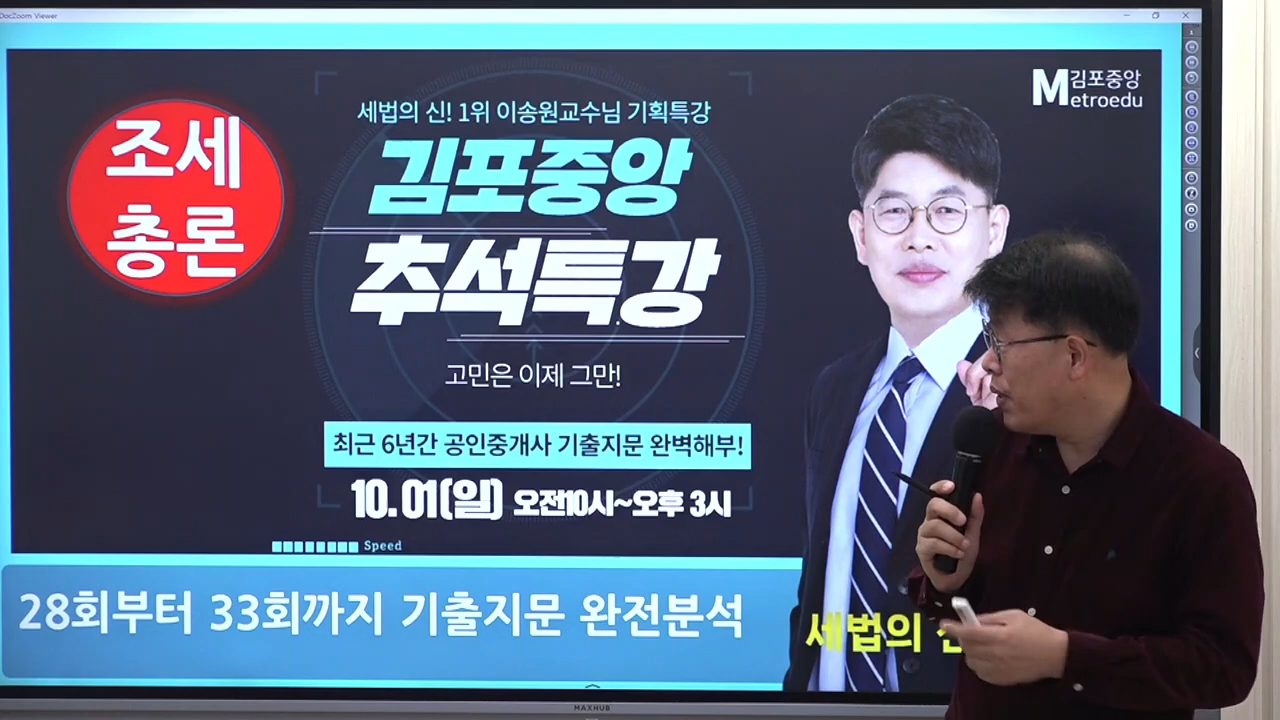 DocZoom Viewer
M김포중앙
etroedu
조세
총론
세법의 신! 1위 이송원교수님 기획특강
김포중앙
추석특강
고민은 이제 그만!
최근 6년간 공인중개사 기출지문 완벽해부!
10.01(일) 오전10시~오후 3시
Speed
28회부터 33회까지 기출지문 완전분석
세법의
MAXHUB